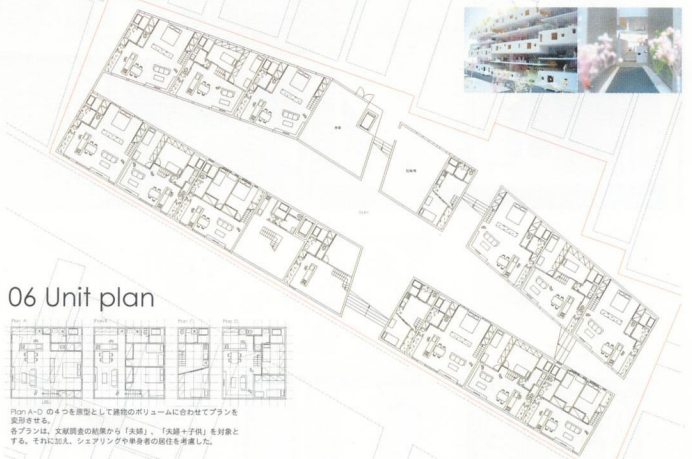 06 Unit plan
Plan A
Plan B
Plan C
Plan D
Plan A~D の４つを原型として建物のボリュームに合わせてプランを
変形させる。
各プランは、文献調査の結果から「夫婦」、「夫婦＋子供」を対象と
する。それに加え、シェアリングや単身者の居住を考慮した。